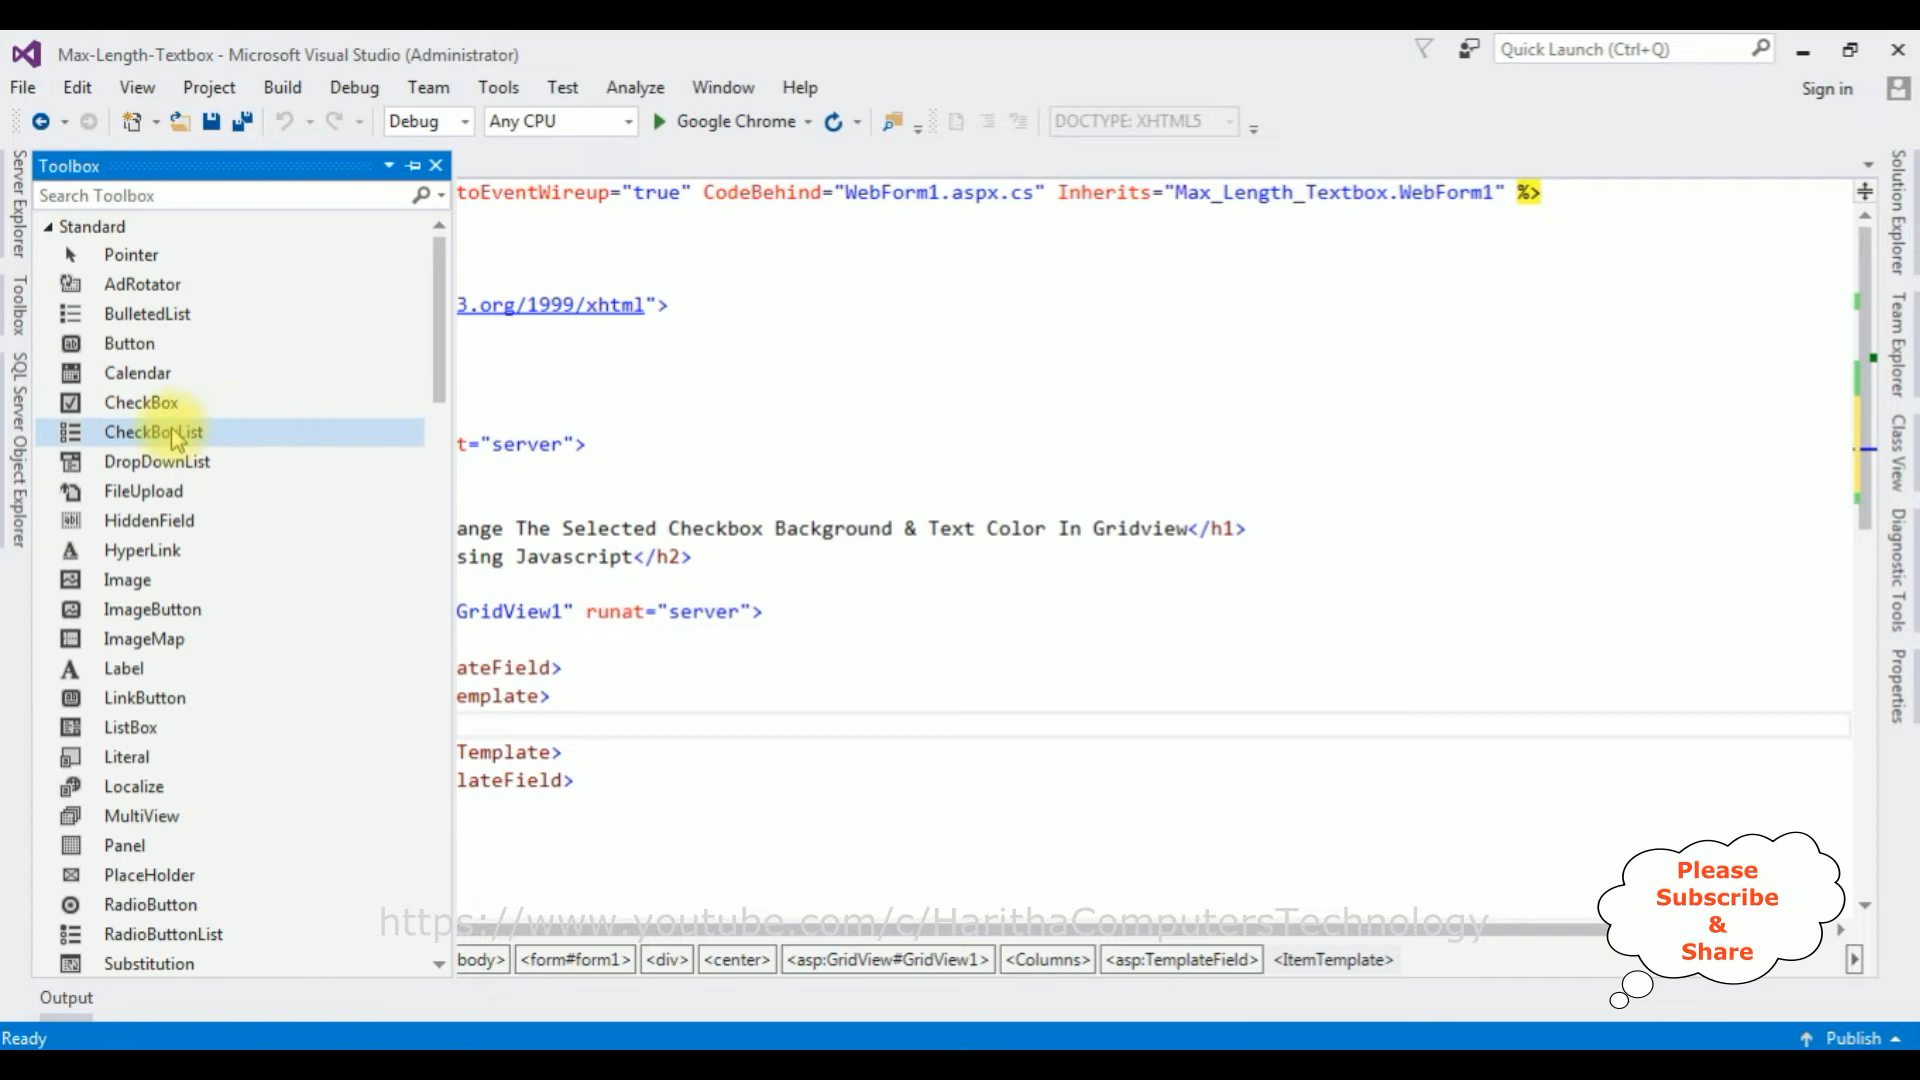 Max-Length-Textbox - Microsoft Visual Studio (Administrator)
Quick Launch (Ctrl+Q)
File Edit View Project Build Debug Team Tools Test Analyze Window Help
Sign in
Debug Any CPU Google Chrome DOCTYPE: XHTML5
Server Explorer
Toolbox
SQL Server Object Explorer
Toolbox
Search Toolbox
Standard
Pointer
AdRotator
BulletedList
Button
Calendar
CheckBox
CheckBoxList
DropDownList
FileUpload
HiddenField
HyperLink
Image
ImageButton
ImageMap
Label
LinkButton
ListBox
Literal
Localize
MultiView
Panel
PlaceHolder
RadioButton
RadioButtonList
Substitution
toEventWireup="true" CodeBehind="WebForm1.aspx.cs" Inherits="Max_Length_Textbox.WebForm1" %>
3.org/1999/xhtml">
t="server">
ange The Selected Checkbox Background & Text Color In Gridview</h1>
sing Javascript</h2>
GridView1" runat="server">
ateField>
emplate>
Template>
lateField>
https://www.youtube.com/c/HarithaComputersTechnology
body> <form#form1> <div> <center> <asp:GridView#GridView1> <Columns> <asp:TemplateField> <ItemTemplate>
Solution Explorer
Team Explorer
Class View
Diagnostic Tools
Properties
Please
Subscribe
&
Share
Output
Ready
Publish